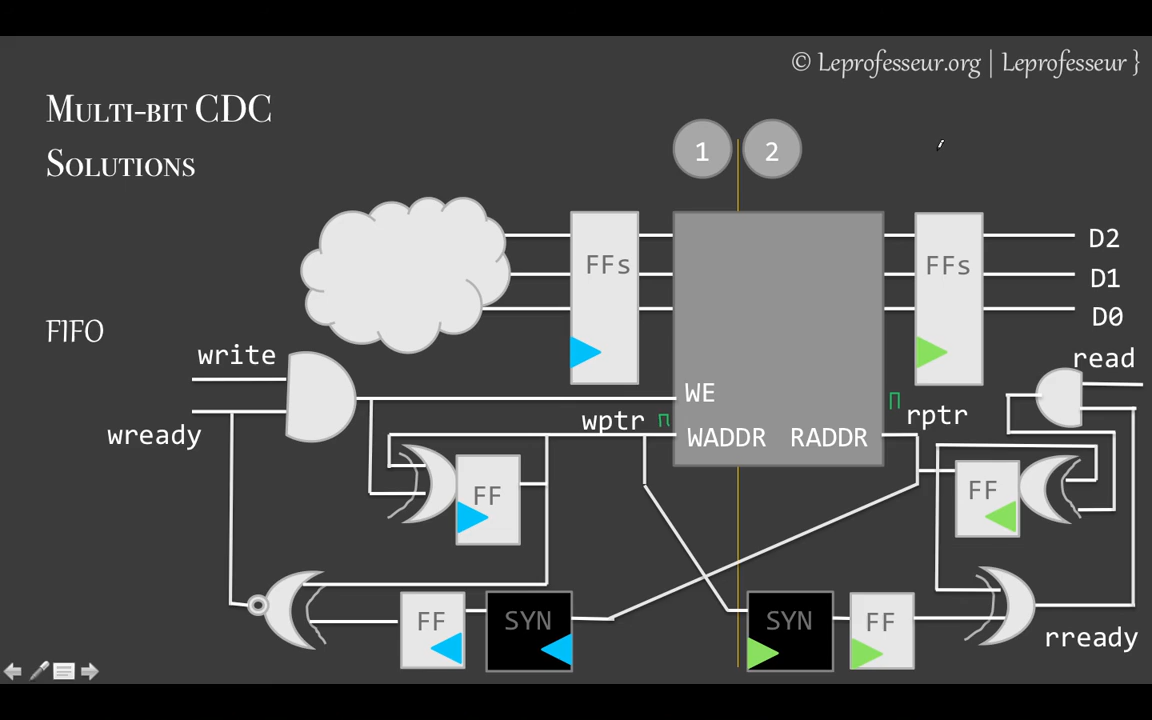 © Leprofesseur.org | Leprofesseur }
Multi-bit CDC
Solutions
1 2
FFs
FFs
D2
D1
D0
FIFO
write
read
WE
wptr
rptr
wready
WADDR RADDR
FF
FF
FF
SYN
SYN
FF
rready